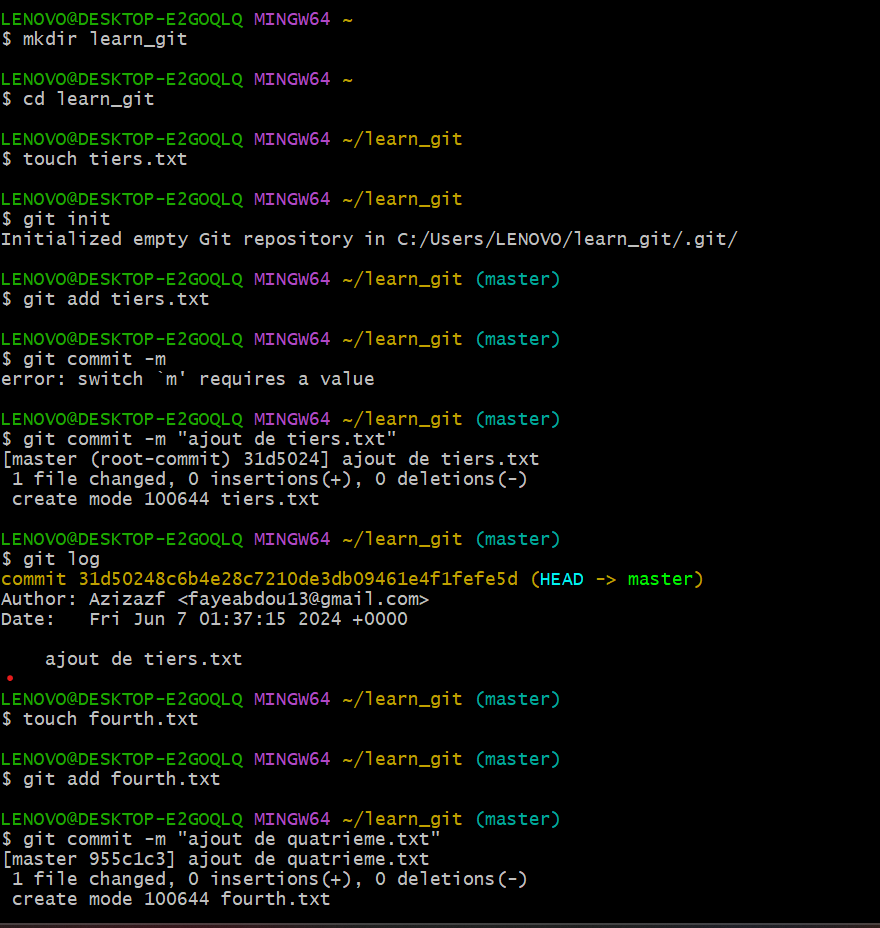 LENOVO@DESKTOP-E2GOQLQ MINGW64 ~
$ mkdir learn_git
LENOVO@DESKTOP-E2GOQLQ MINGW64 ~
$ cd learn_git
LENOVO@DESKTOP-E2GOQLQ MINGW64 ~/learn_git
$ touch tiers.txt
LENOVO@DESKTOP-E2GOQLQ MINGW64 ~/learn_git
$ git init
Initialized empty Git repository in C:/Users/LENOVO/learn_git/.git/
LENOVO@DESKTOP-E2GOQLQ MINGW64 ~/learn_git (master)
$ git add tiers.txt
LENOVO@DESKTOP-E2GOQLQ MINGW64 ~/learn_git (master)
$ git commit -m
error: switch `m' requires a value
LENOVO@DESKTOP-E2GOQLQ MINGW64 ~/learn_git (master)
$ git commit -m "ajout de tiers.txt"
[master (root-commit) 31d5024] ajout de tiers.txt
 1 file changed, 0 insertions(+), 0 deletions(-)
 create mode 100644 tiers.txt
LENOVO@DESKTOP-E2GOQLQ MINGW64 ~/learn_git (master)
$ git log
commit 31d50248c6b4e28c7210de3db09461e4f1fefe5d (HEAD -> master)
Author: Azizazf <fayeabdou13@gmail.com>
Date:   Fri Jun 7 01:37:15 2024 +0000
    ajout de tiers.txt
LENOVO@DESKTOP-E2GOQLQ MINGW64 ~/learn_git (master)
$ touch fourth.txt
LENOVO@DESKTOP-E2GOQLQ MINGW64 ~/learn_git (master)
$ git add fourth.txt
LENOVO@DESKTOP-E2GOQLQ MINGW64 ~/learn_git (master)
$ git commit -m "ajout de quatrieme.txt"
[master 955c1c3] ajout de quatrieme.txt
 1 file changed, 0 insertions(+), 0 deletions(-)
 create mode 100644 fourth.txt